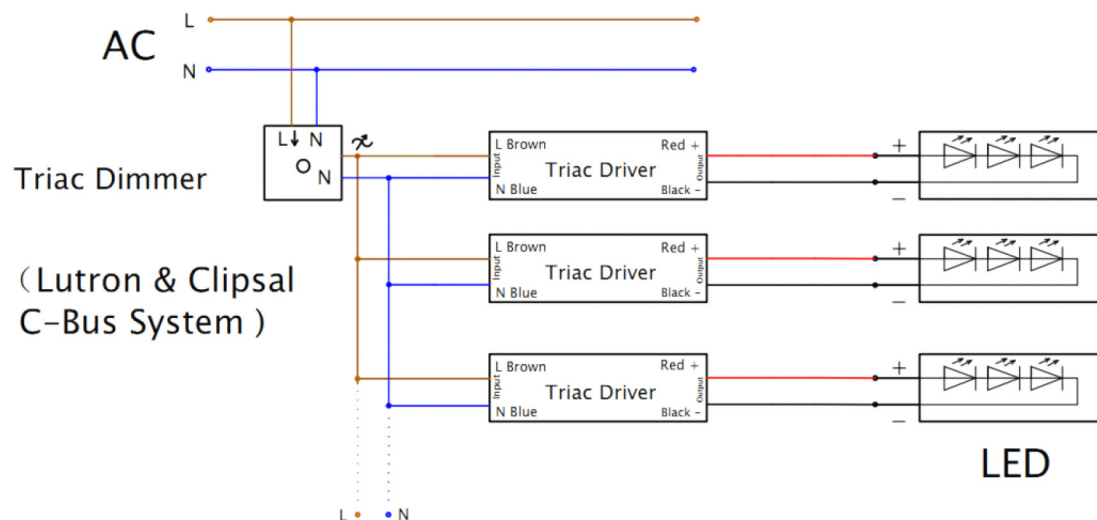 L
AC
N
L N
N
Triac Dimmer
（Lutron & Clipsal
C-Bus System )
L Brown
Input
N Blue
Triac Driver
Red +
Output
Black -
+
−
L Brown
Input
N Blue
Triac Driver
Red +
Output
Black -
+
−
L Brown
Input
N Blue
Triac Driver
Red +
Output
Black -
+
−
LED
L N